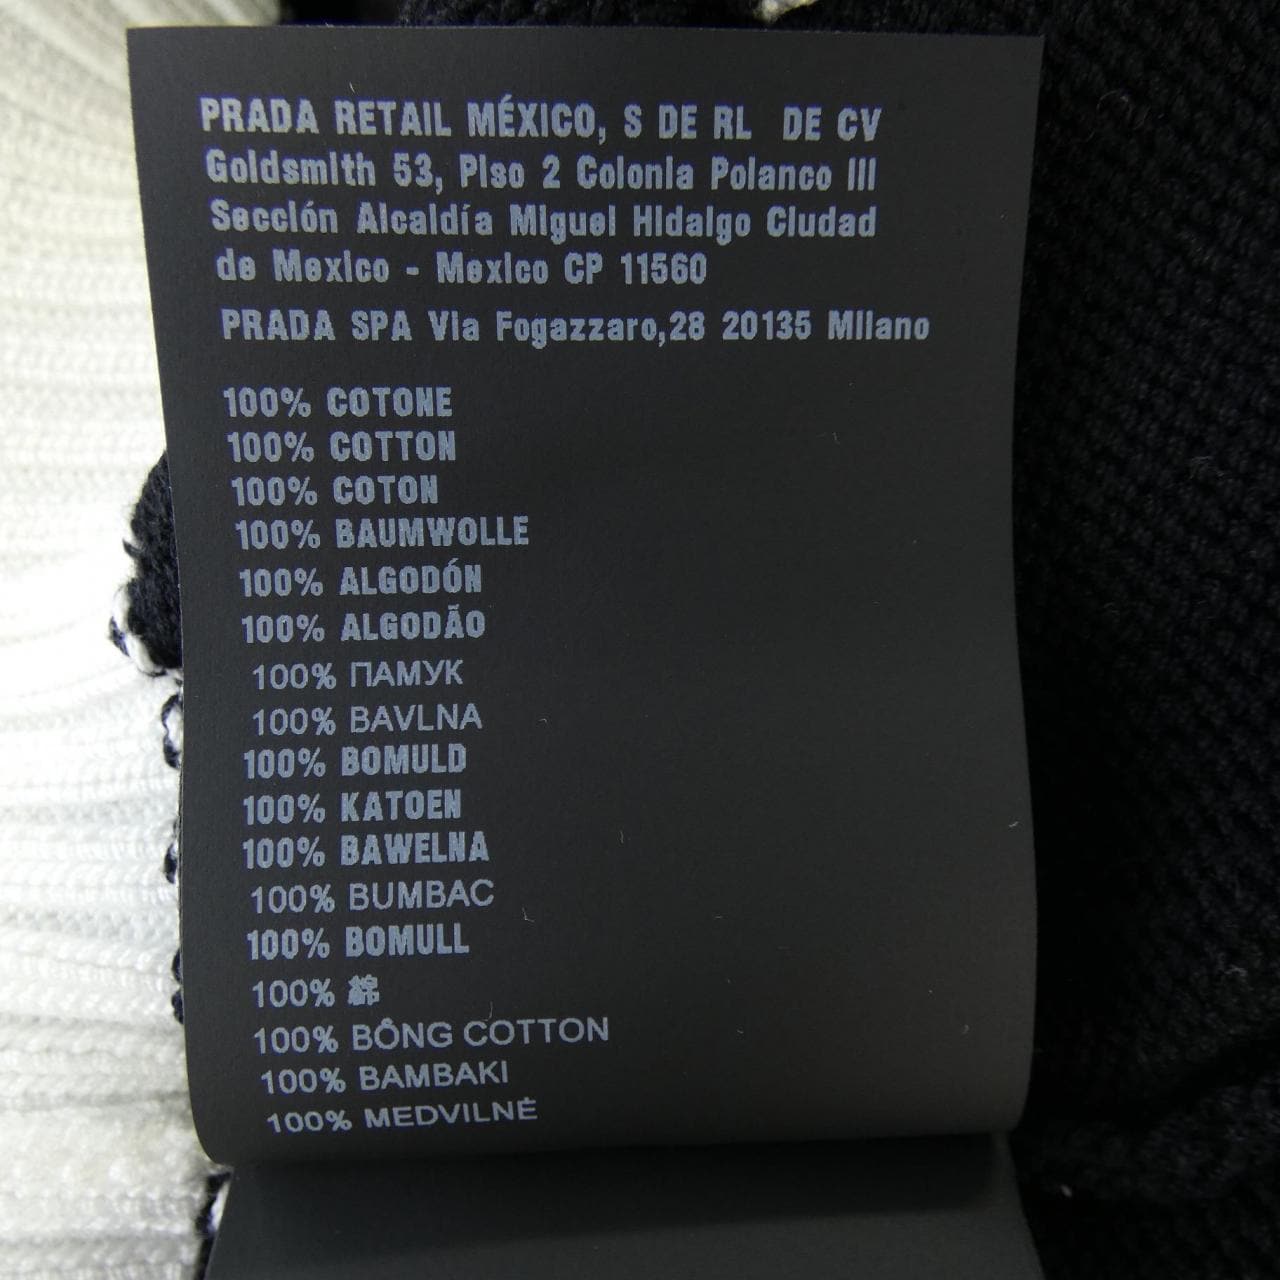 PRADA RETAIL MÉXICO, S DE RL DE CV
Goldsmith 53, Piso 2 Colonia Polanco III
Sección Alcaldía Miguel Hidalgo Ciudad
de Mexico - Mexico CP 11560
PRADA SPA Via Fogazzaro,28 20135 Milano
100% COTONE
100% COTTON
100% COTON
100% BAUMWOLLE
100% ALGODÓN
100% ALGODÃO
100% ПАМУК
100% BAVLNA
100% BOMULD
100% KATOEN
100% BAWELNA
100% BUMBAC
100% BOMULL
100% 綿
100% BÔNG COTTON
100% BAMBAKI
100% MEDVILNĖ